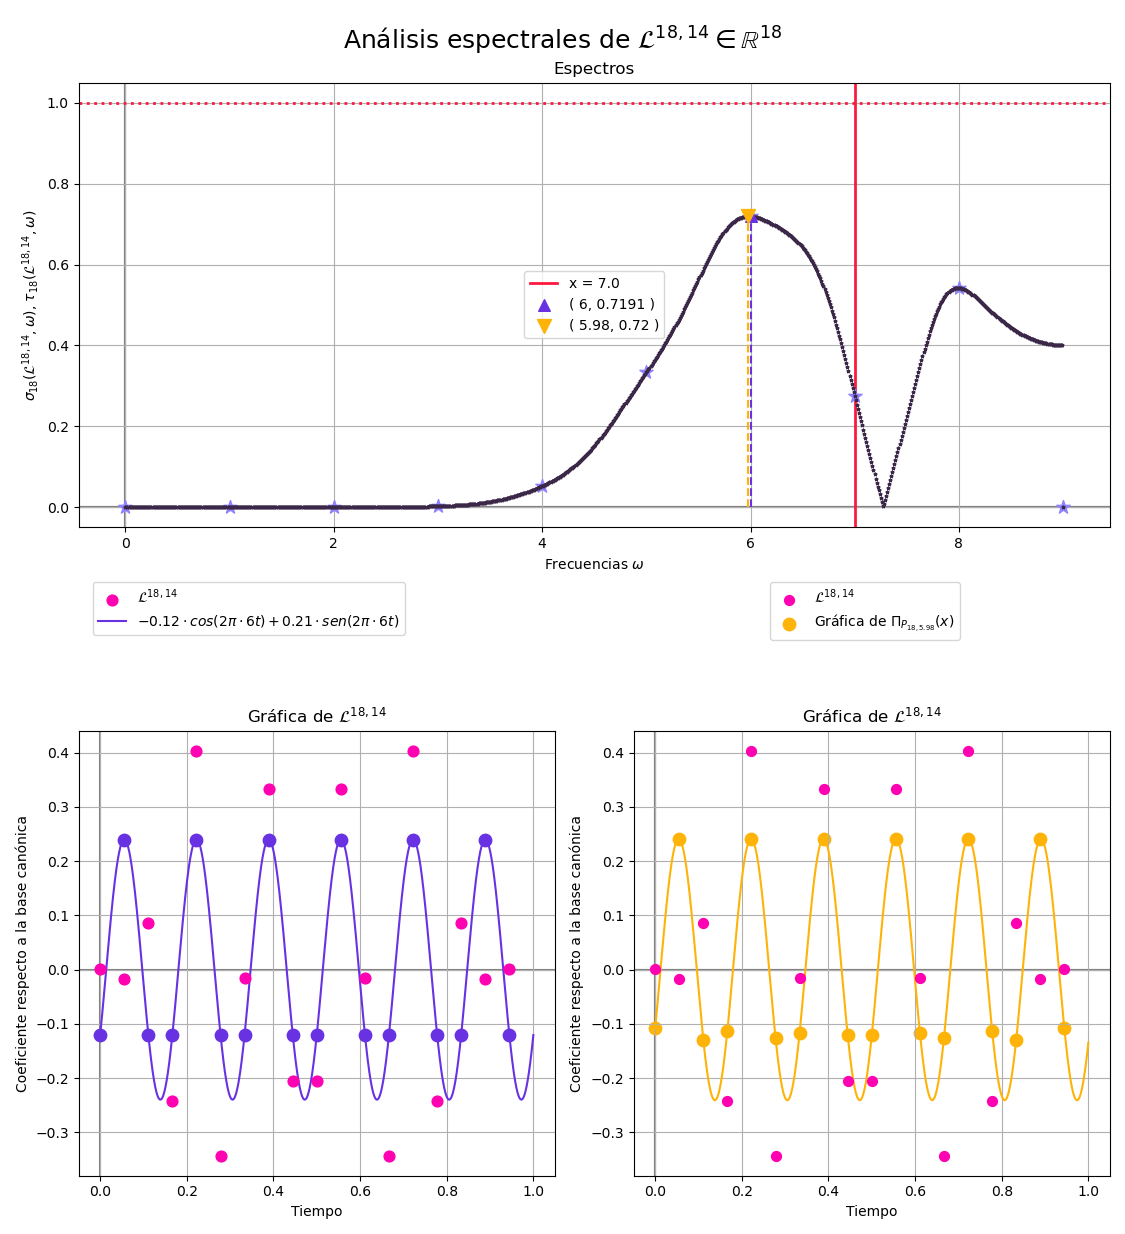 Análisis espectrales de 𝓛^{18,14} ∈ ℝ^{18}
Espectros
σ_{18}(𝓛^{18,14}, ω), τ_{18}(𝓛^{18,14}, ω)
1.0
0.8
0.6
0.4
0.2
0.0
x = 7.0
( 6, 0.7191 )
( 5.98, 0.72 )
0 2 4 6 8
Frecuencias ω
𝓛^{18,14}
−0.12 · cos(2π · 6t) + 0.21 · sen(2π · 6t)
𝓛^{18,14}
Gráfica de Π_{P_{18,5.98}}(x)
Gráfica de 𝓛^{18,14}
Coeficiente respecto a la base canónica
0.4
0.3
0.2
0.1
0.0
−0.1
−0.2
−0.3
0.0 0.2 0.4 0.6 0.8 1.0
Tiempo
Gráfica de 𝓛^{18,14}
Coeficiente respecto a la base canónica
0.4
0.3
0.2
0.1
0.0
−0.1
−0.2
−0.3
0.0 0.2 0.4 0.6 0.8 1.0
Tiempo